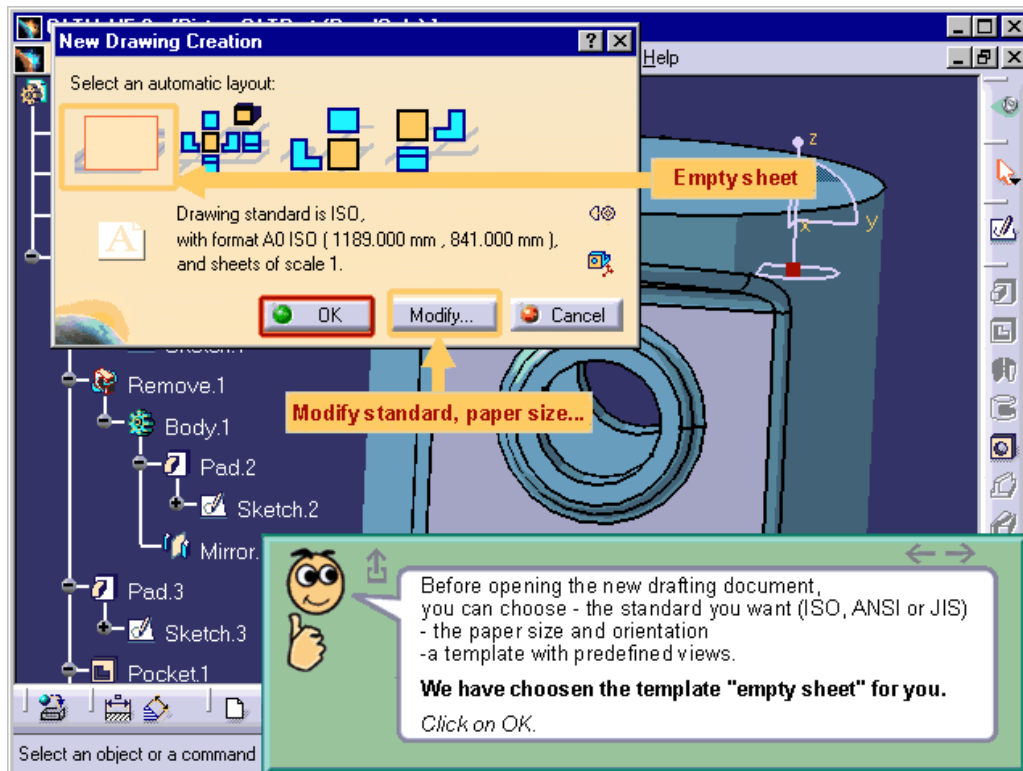 New Drawing Creation
Help
Select an automatic layout:
Empty sheet
z
x
y
Drawing standard is ISO,
with format A0 ISO ( 1189.000 mm , 841.000 mm ),
and sheets of scale 1.
OK
Modify...
Cancel
Modify standard, paper size...
Remove.1
Body.1
Pad.2
Sketch.2
Mirror.
Pad.3
Sketch.3
Pocket.1
Before opening the new drafting document,
you can choose - the standard you want (ISO, ANSI or JIS)
- the paper size and orientation
-a template with predefined views.
We have choosen the template "empty sheet" for you.
Click on OK.
Select an object or a command